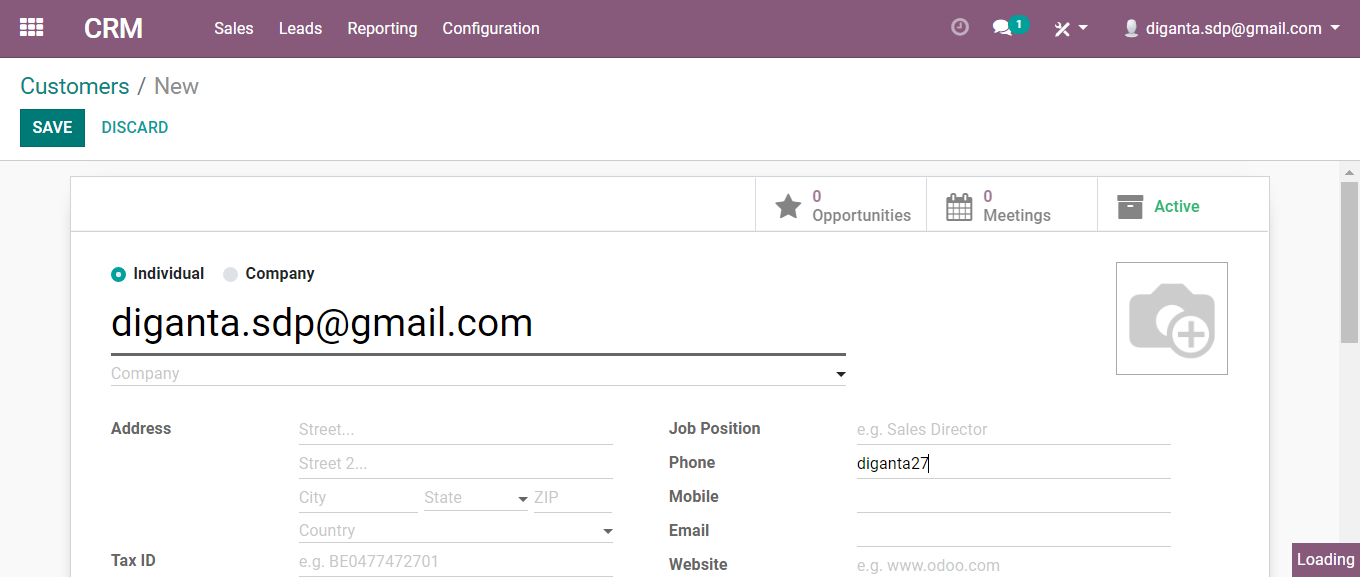 CRM Sales Leads Reporting Configuration 1 diganta.sdp@gmail.com
Customers / New
SAVE DISCARD
0 Opportunities 0 Meetings Active
Individual Company
diganta.sdp@gmail.com
Company
Address Street... Job Position e.g. Sales Director
Street 2... Phone diganta27
City State ZIP Mobile
Country Email
Tax ID e.g. BE0477472701 Website e.g. www.odoo.com
Loading